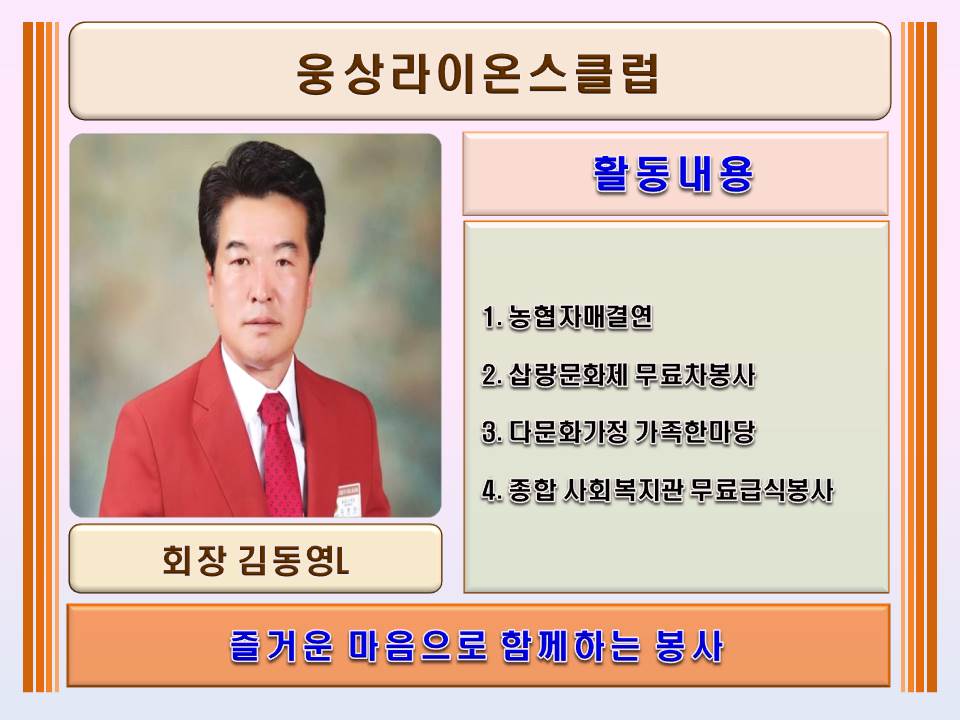 웅상라이온스클럽
활동내용
1. 농협자매결연
2. 삽량문화제 무료차봉사
3. 다문화가정 가족한마당
4. 종합 사회복지관 무료급식봉사
회장 김동영L
즐거운 마음으로 함께하는 봉사